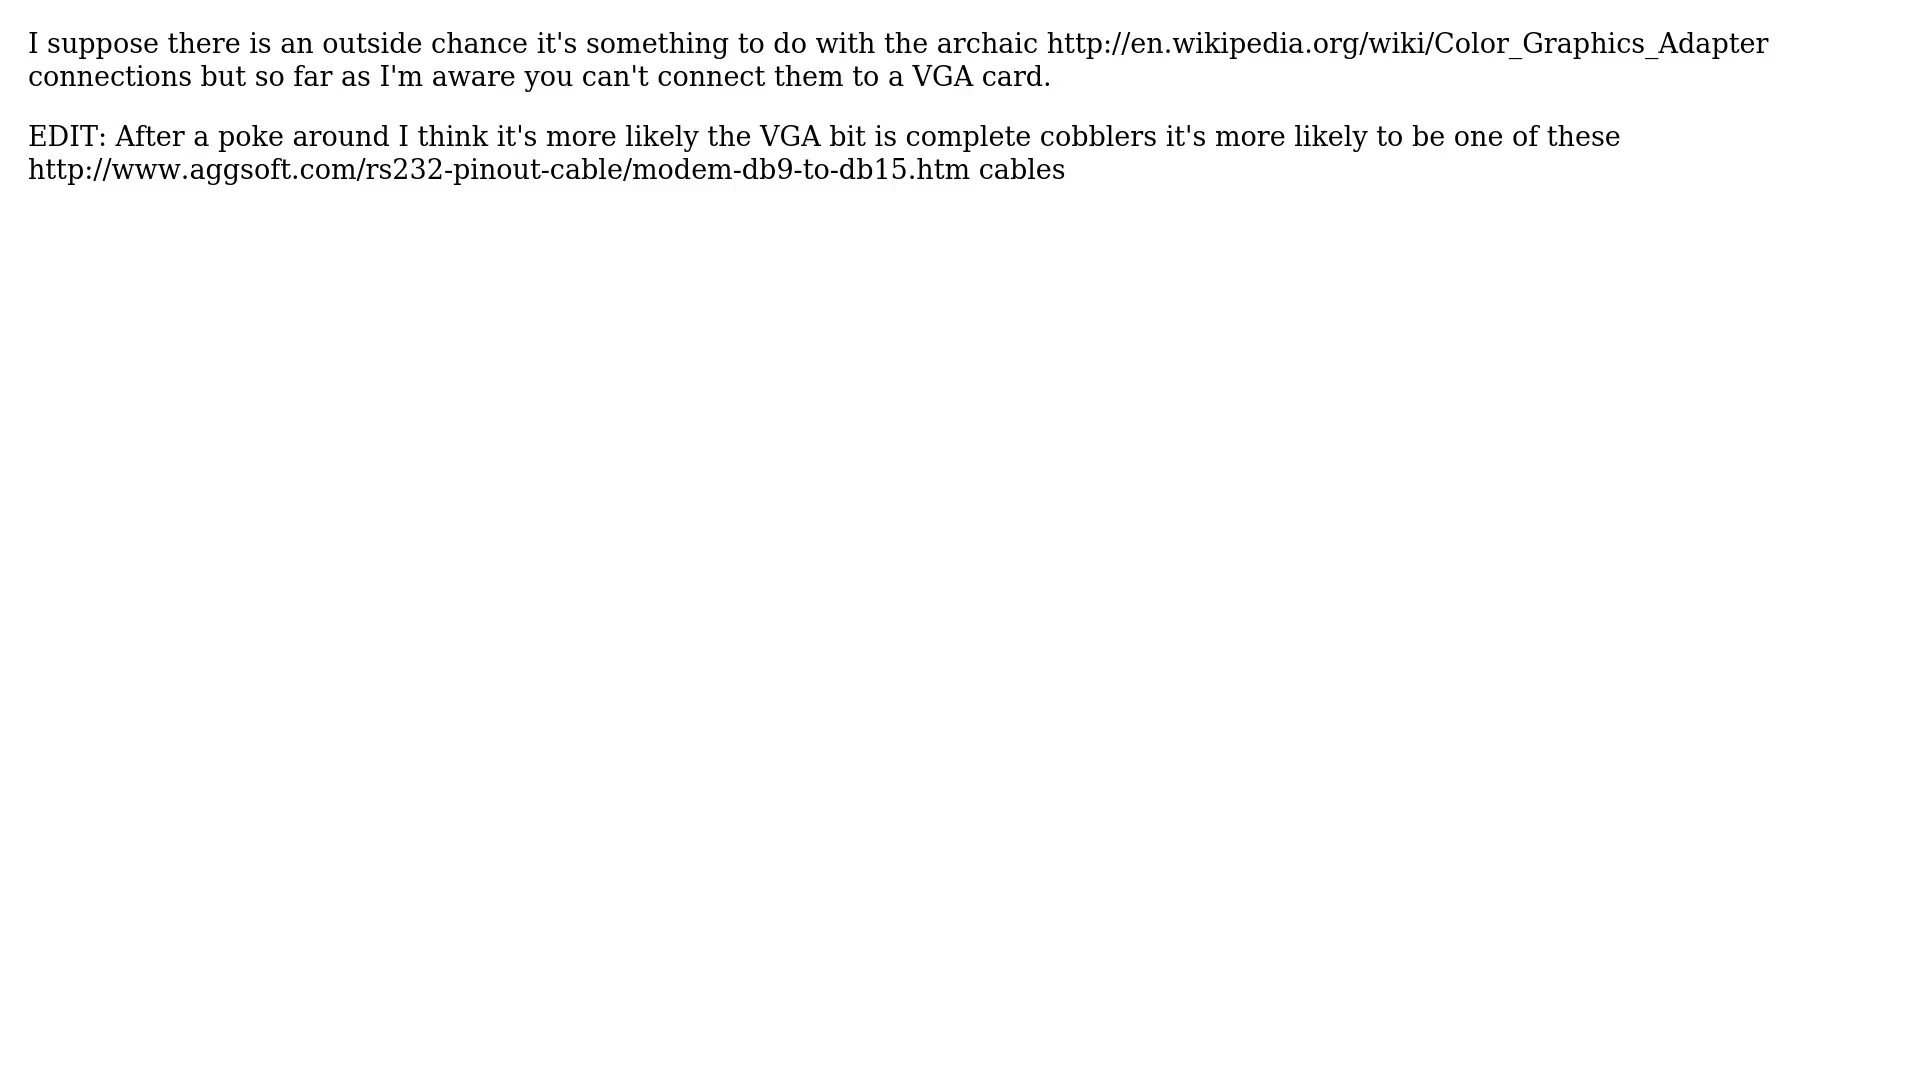 I suppose there is an outside chance it's something to do with the archaic http://en.wikipedia.org/wiki/Color_Graphics_Adapter
connections but so far as I'm aware you can't connect them to a VGA card.
EDIT: After a poke around I think it's more likely the VGA bit is complete cobblers it's more likely to be one of these
http://www.aggsoft.com/rs232-pinout-cable/modem-db9-to-db15.htm cables